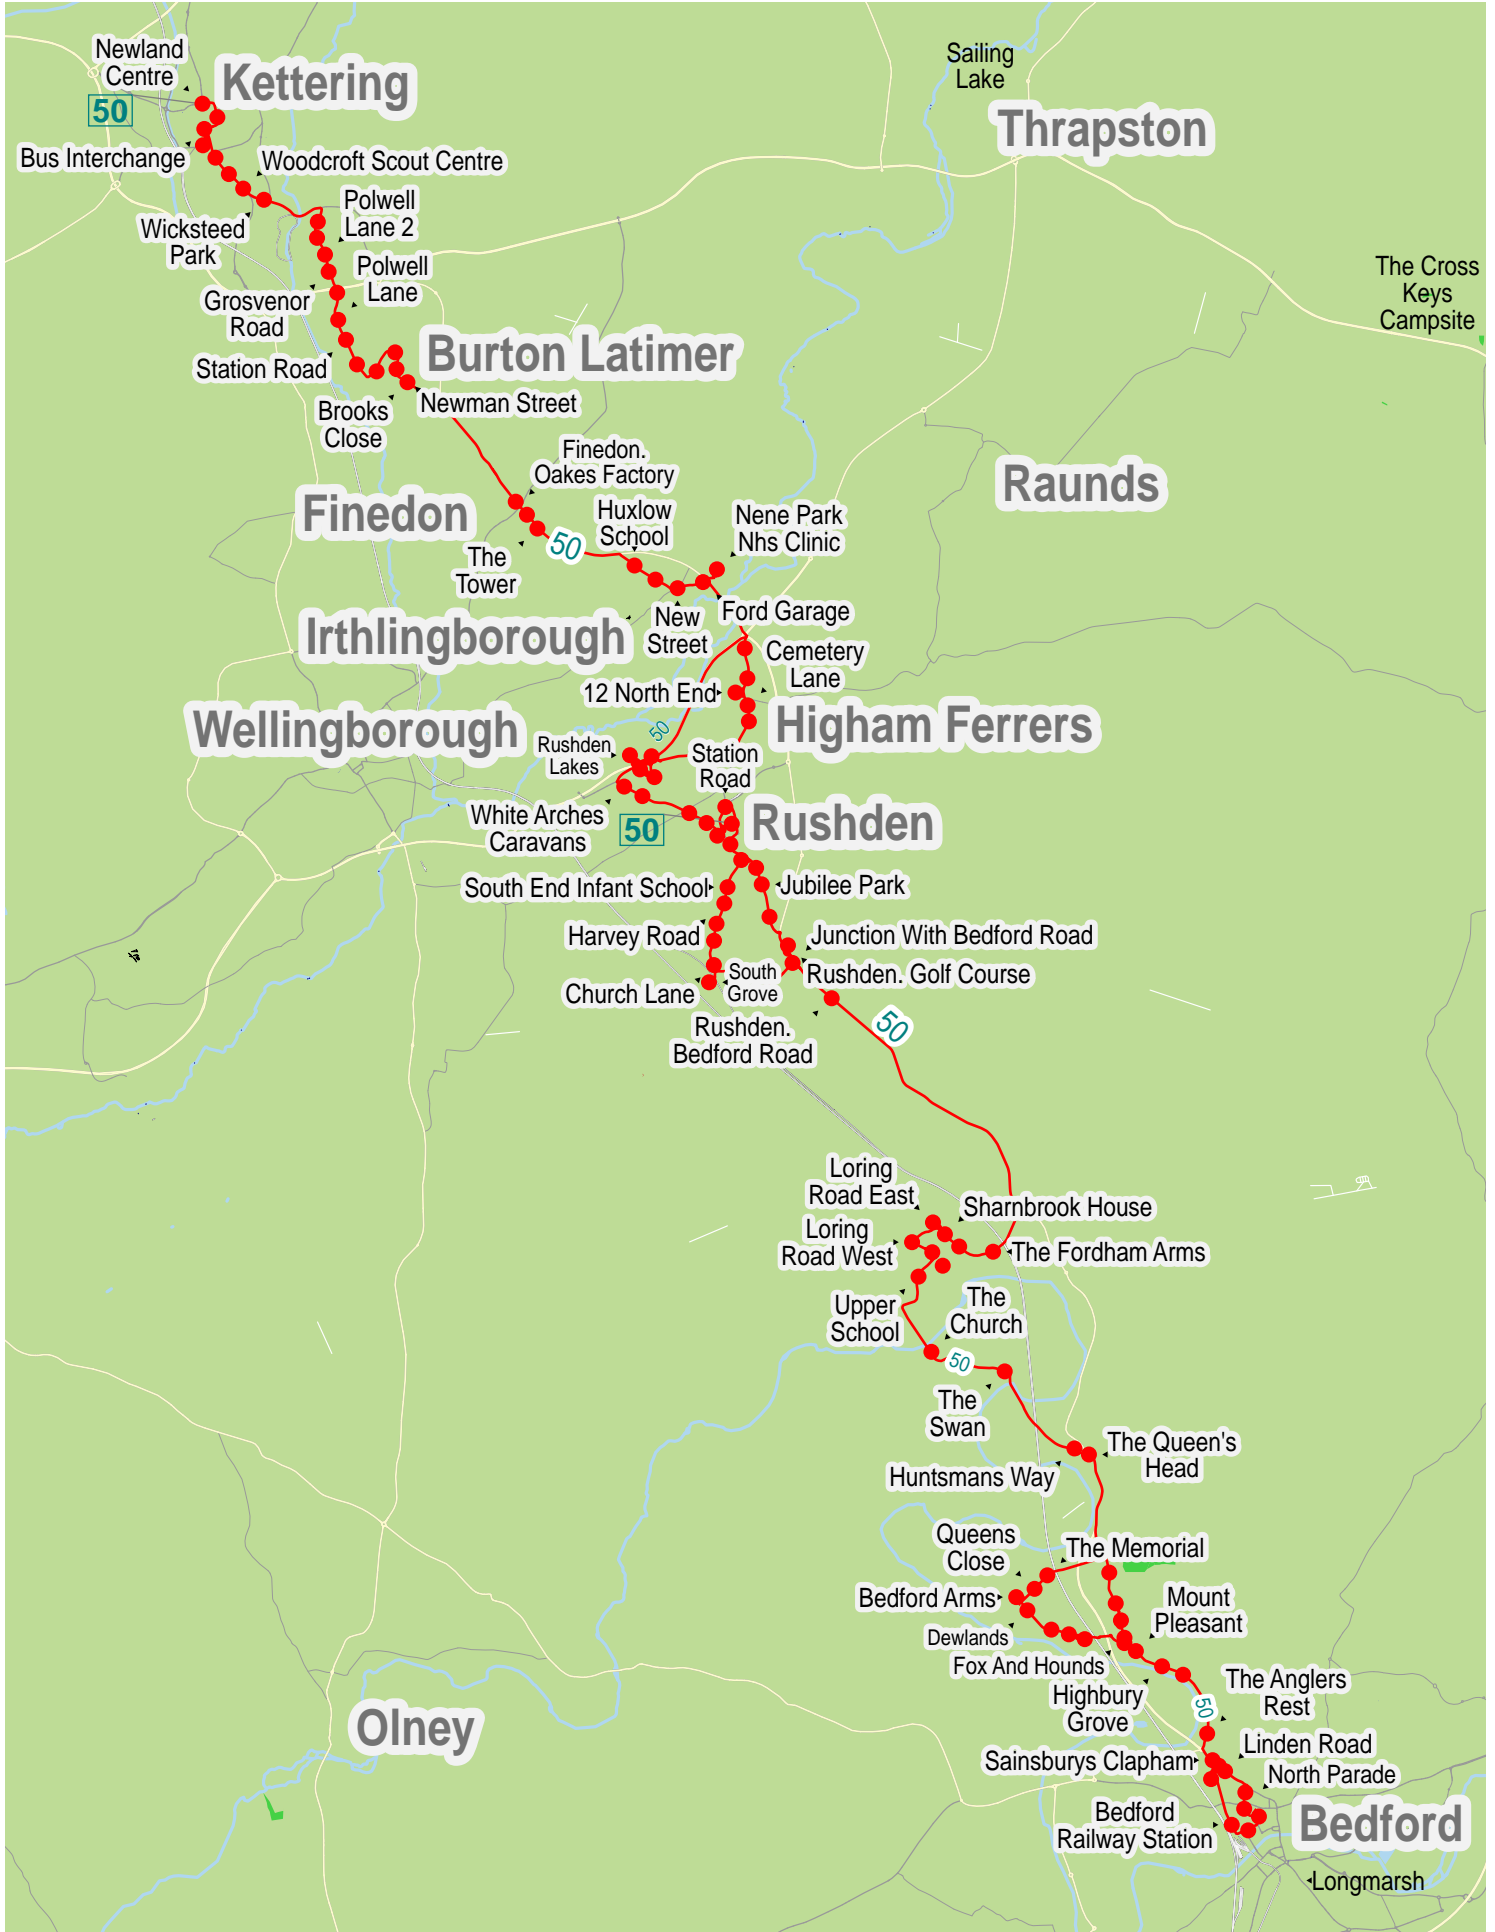 Newland
Centre
Kettering
50
Sailing
Lake
Thrapston
Bus Interchange
Woodcroft Scout Centre
Wicksteed
Park
Polwell
Lane 2
Polwell
Lane
Grosvenor
Road
The Cross
Keys
Campsite
Station Road
Burton Latimer
Brooks
Close
Newman Street
Finedon.
Oakes Factory
Raunds
Finedon
Huxlow
School
Nene Park
Nhs Clinic
50
The
Tower
Ford Garage
New
Street
Irthlingborough
Cemetery
Lane
12 North End
Wellingborough
Higham Ferrers
50
Rushden
Lakes
Station
Road
White Arches
Caravans
50
Rushden
South End Infant School
Jubilee Park
Harvey Road
Junction With Bedford Road
Rushden. Golf Course
South
Grove
Church Lane
Rushden.
Bedford Road
50
Loring
Road East
Sharnbrook House
Loring
Road West
The Fordham Arms
Upper
School
The
Church
50
The
Swan
The Queen's
Head
Huntsmans Way
Queens
Close
The Memorial
Bedford Arms
Mount
Pleasant
Dewlands
Fox And Hounds
Highbury
Grove
The Anglers
Rest
50
Olney
Linden Road
Sainsburys Clapham
North Parade
Bedford
Railway Station
Bedford
Longmarsh